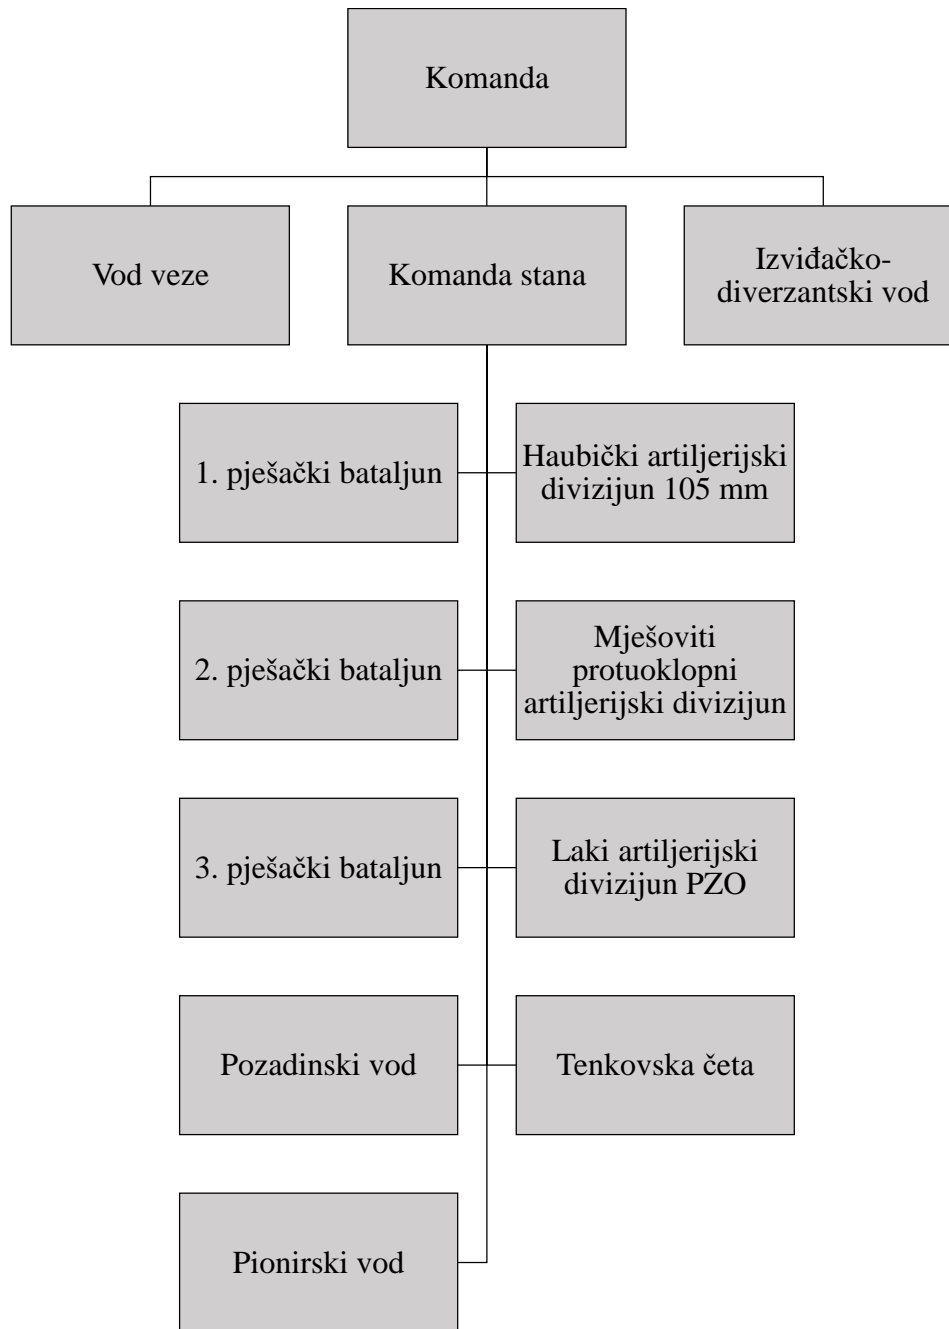 Komanda
Vod veze
Komanda stana
Izviđačko-
diverzantski vod
1. pješački bataljun
Haubički artiljerijski
divizijun 105 mm
2. pješački bataljun
Mješoviti
protuoklopni
artiljerijski divizijun
3. pješački bataljun
Laki artiljerijski
divizijun PZO
Pozadinski vod
Tenkovska četa
Pionirski vod